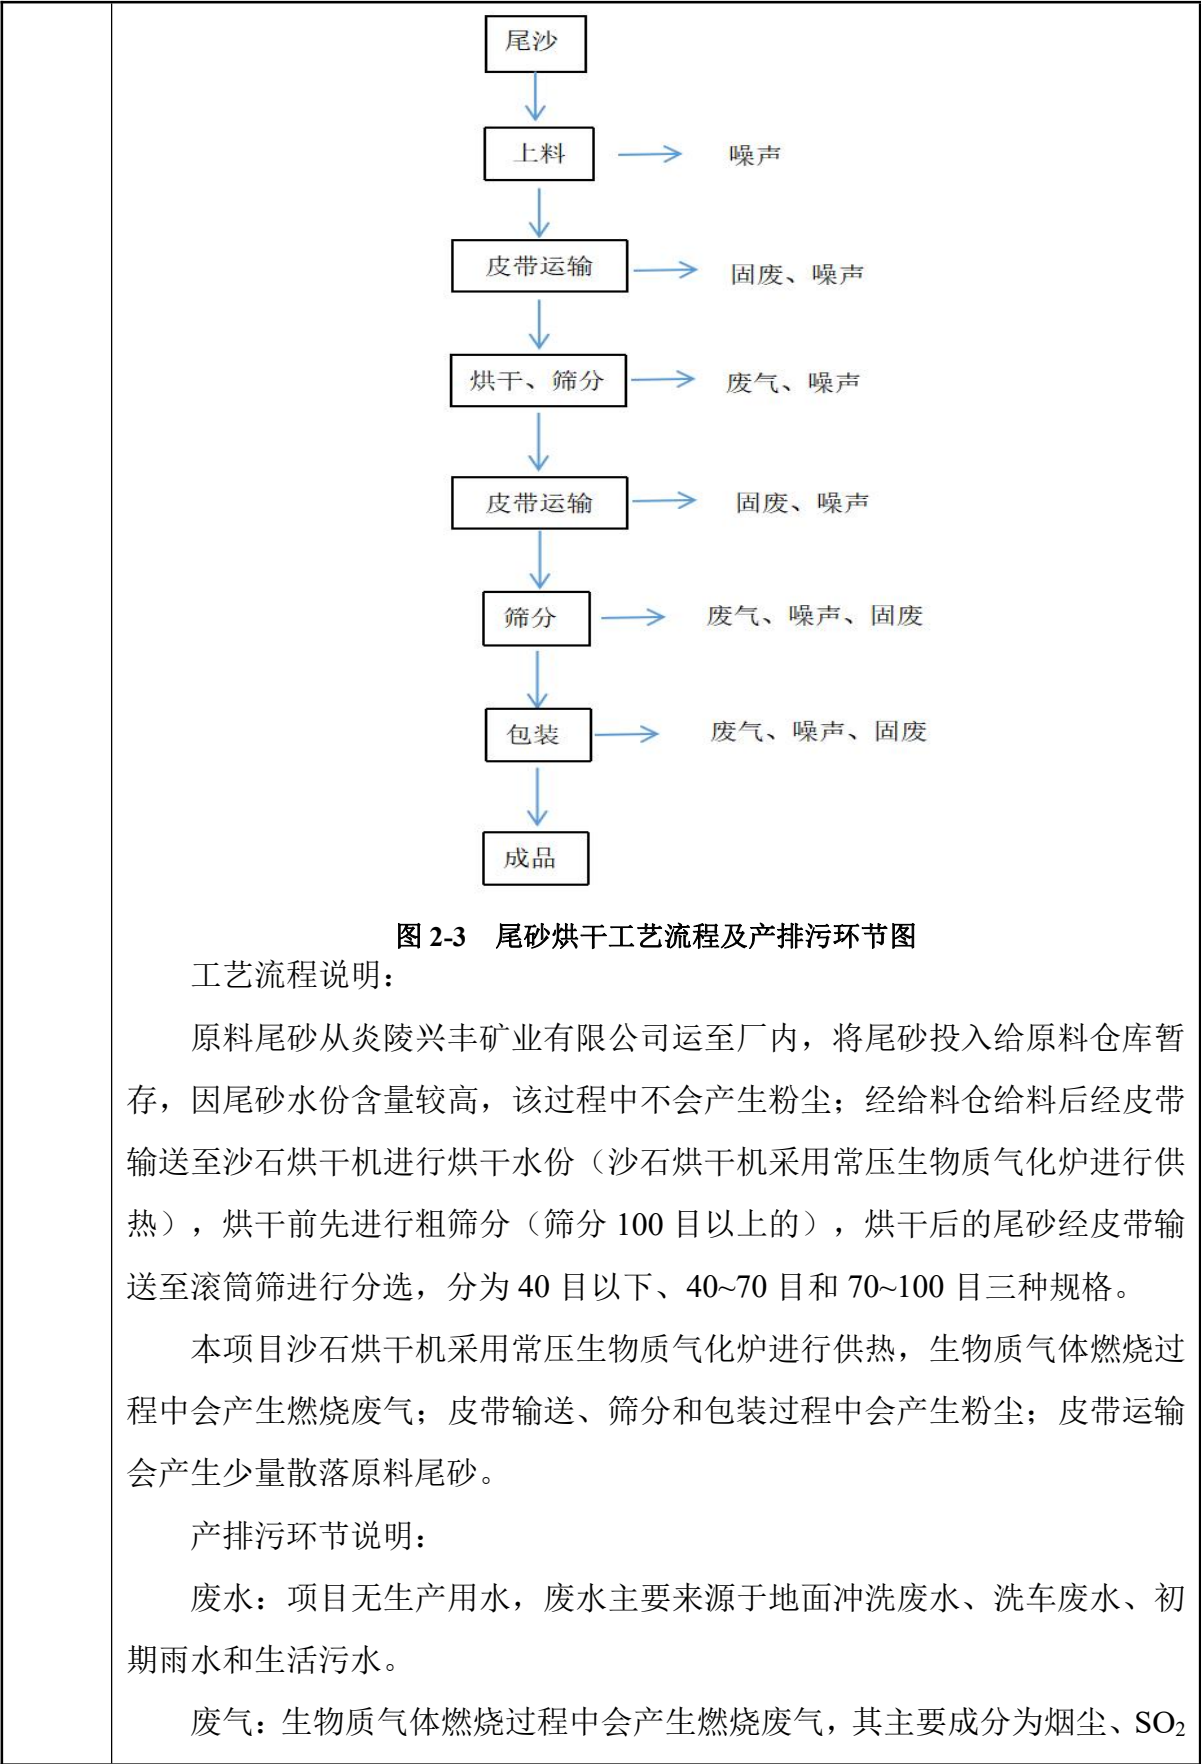 尾沙
上料
噪声
皮带运输
固废、噪声
烘干、筛分
废气、噪声
皮带运输
固废、噪声
筛分
废气、噪声、固废
包装
废气、噪声、固废
成品
图 2-3 尾砂烘干工艺流程及产排污环节图
工艺流程说明：
原料尾砂从炎陵兴丰矿业有限公司运至厂内，将尾砂投入给原料仓库暂
存，因尾砂水份含量较高，该过程中不会产生粉尘；经给料仓给料后经皮带
输送至沙石烘干机进行烘干水份（沙石烘干机采用常压生物质气化炉进行供
热），烘干前先进行粗筛分（筛分 100 目以上的），烘干后的尾砂经皮带输
送至滚筒筛进行分选，分为 40 目以下、40~70 目和 70~100 目三种规格。
本项目沙石烘干机采用常压生物质气化炉进行供热，生物质气体燃烧过
程中会产生燃烧废气；皮带输送、筛分和包装过程中会产生粉尘；皮带运输
会产生少量散落原料尾砂。
产排污环节说明：
废水：项目无生产用水，废水主要来源于地面冲洗废水、洗车废水、初
期雨水和生活污水。
废气：生物质气体燃烧过程中会产生燃烧废气，其主要成分为烟尘、SO₂